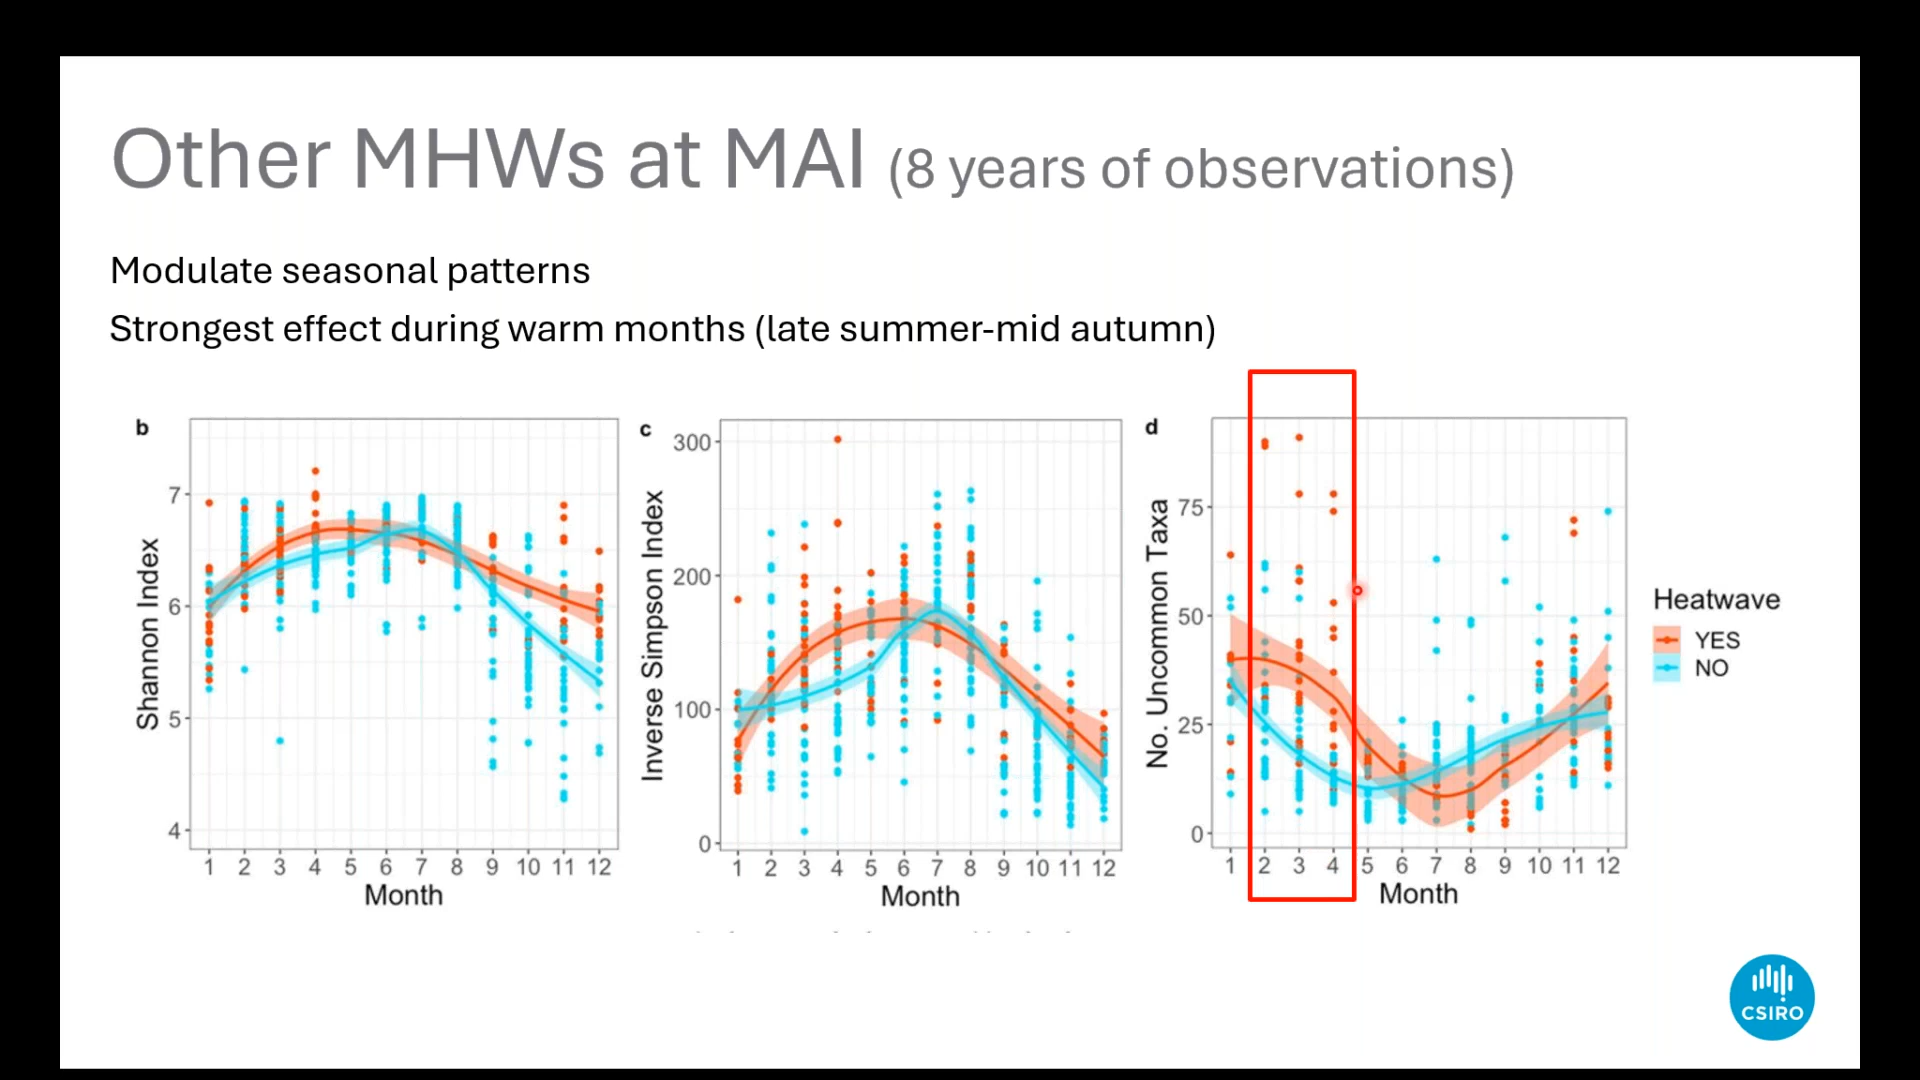 Other MHWs at MAI (8 years of observations)
Modulate seasonal patterns
Strongest effect during warm months (late summer-mid autumn)
b
7
6
5
4
Shannon Index
1 2 3 4 5 6 7 8 9 10 11 12
Month
c
300
200
100
0
Inverse Simpson Index
1 2 3 4 5 6 7 8 9 10 11 12
Month
d
75
50
25
0
No. Uncommon Taxa
1 2 3 4 5 6 7 8 9 10 11 12
Month
Heatwave
YES
NO
CSIRO